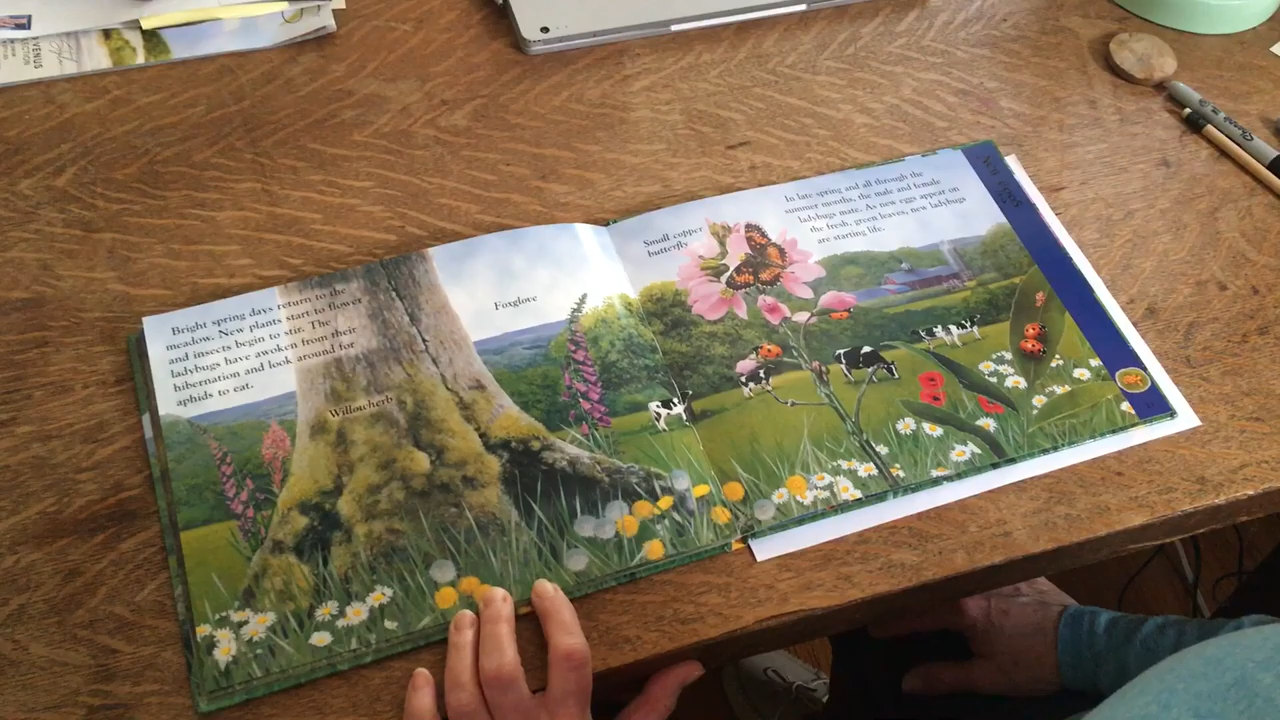 VENUS
Bright spring days return to the
meadow. New plants start to flower
and insects begin to stir. The
ladybugs have awoken from their
hibernation and look around for
aphids to eat.
Willowherb
Foxglove
Small copper
butterfly
In late spring and all through the
summer months, the male and female
ladybugs mate. As new eggs appear on
the fresh, green leaves, new ladybugs
are starting life.
Sharpie